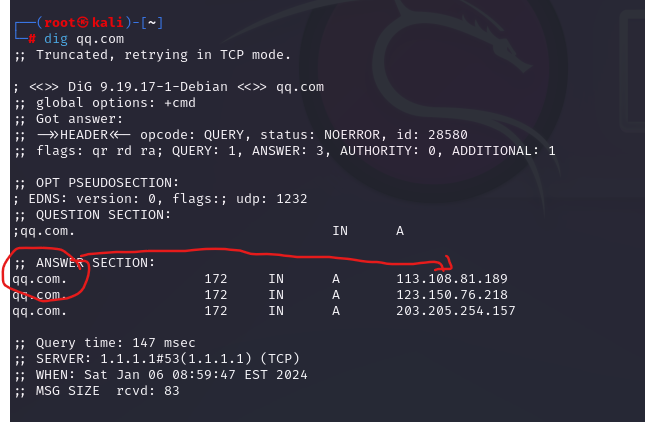 ┌──(root㉿kali)-[~]
└─# dig qq.com
;; Truncated, retrying in TCP mode.

; <<>> DiG 9.19.17-1-Debian <<>> qq.com
;; global options: +cmd
;; Got answer:
;; ->>HEADER<<- opcode: QUERY, status: NOERROR, id: 28580
;; flags: qr rd ra; QUERY: 1, ANSWER: 3, AUTHORITY: 0, ADDITIONAL: 1

;; OPT PSEUDOSECTION:
; EDNS: version: 0, flags:; udp: 1232
;; QUESTION SECTION:
;qq.com. IN A

;; ANSWER SECTION:
qq.com. 172 IN A 113.108.81.189
qq.com. 172 IN A 123.150.76.218
qq.com. 172 IN A 203.205.254.157

;; Query time: 147 msec
;; SERVER: 1.1.1.1#53(1.1.1.1) (TCP)
;; WHEN: Sat Jan 06 08:59:47 EST 2024
;; MSG SIZE rcvd: 83